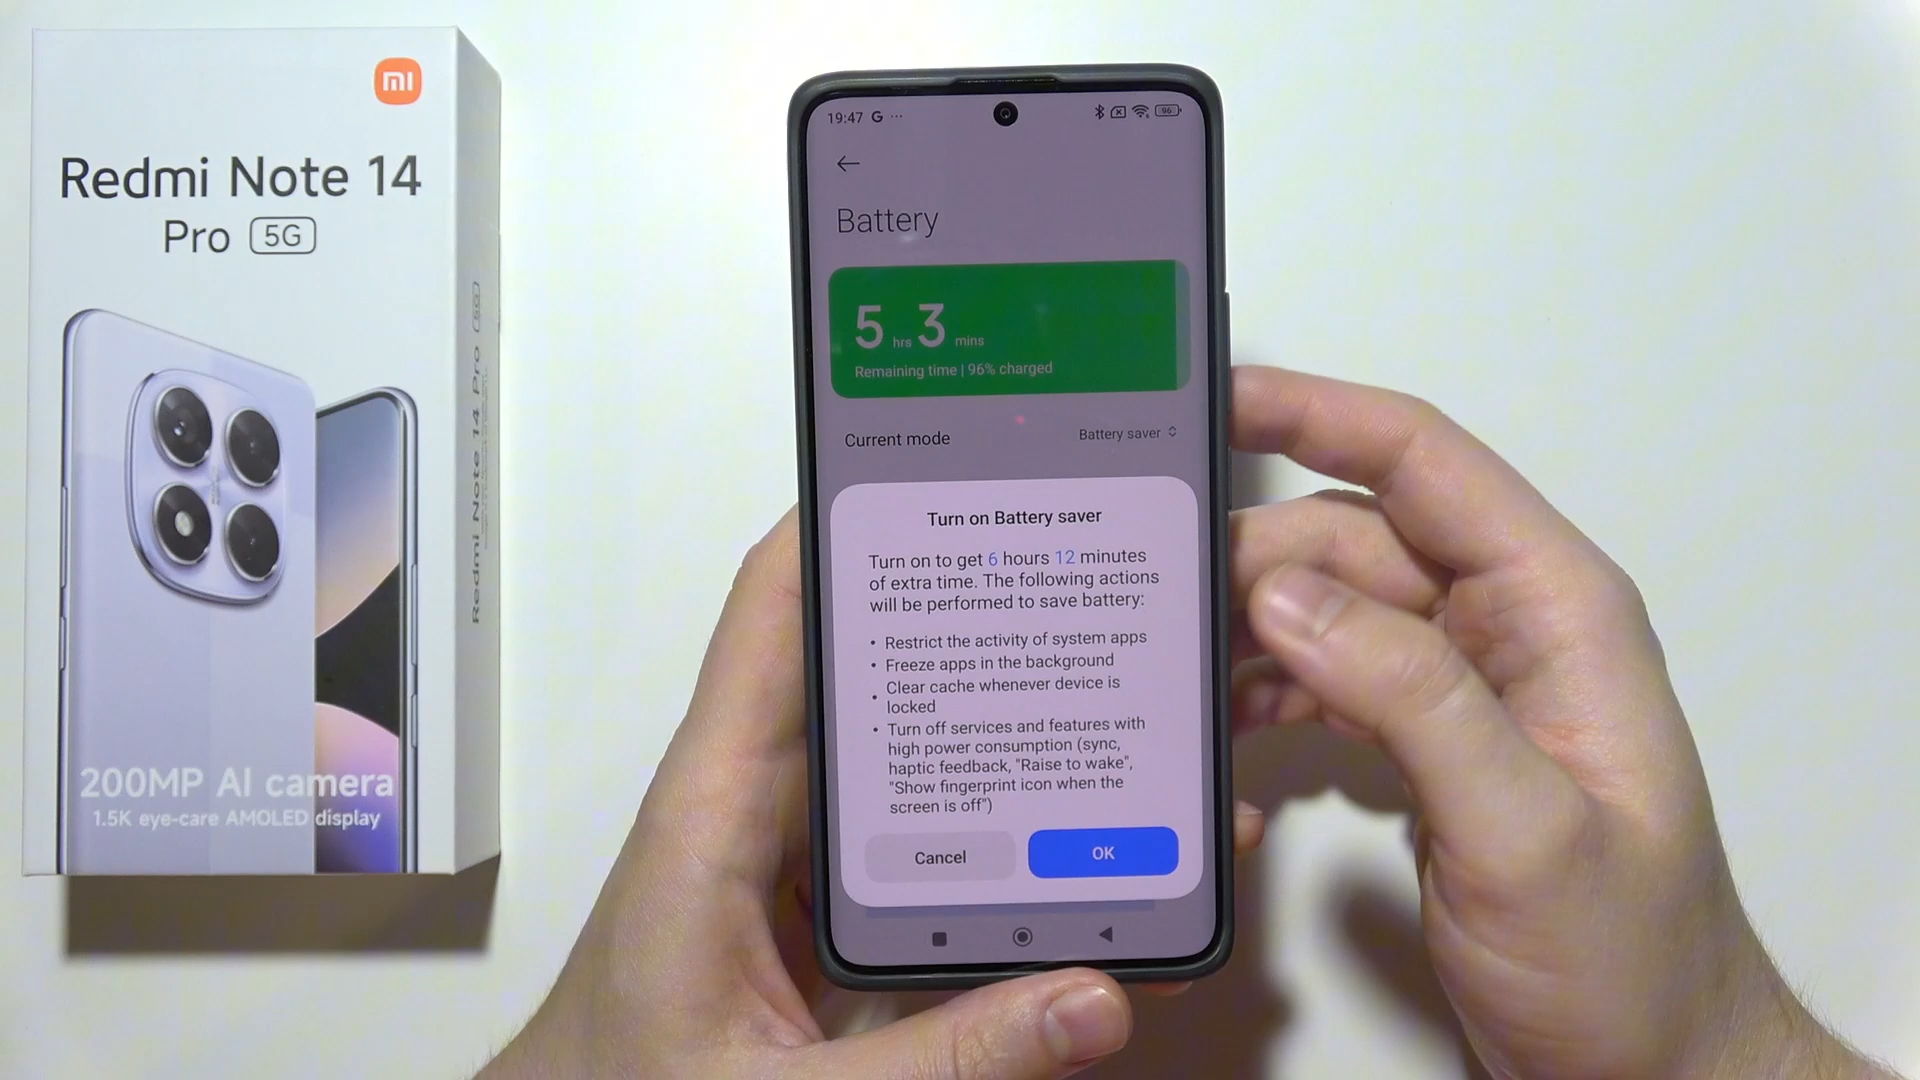 mi
Redmi Note 14
Pro 5G
200MP AI camera
1.5K eye-care AMOLED display
Redmi Note 14 Pro 5G
19:47 G ...
96
Battery
5 hrs 3 mins
Remaining time | 96% charged
Current mode
Battery saver
Turn on Battery saver
Turn on to get 6 hours 12 minutes
of extra time. The following actions
will be performed to save battery:
• Restrict the activity of system apps
• Freeze apps in the background
• Clear cache whenever device is
locked
• Turn off services and features with
high power consumption (sync,
haptic feedback, "Raise to wake",
"Show fingerprint icon when the
screen is off")
Cancel
OK